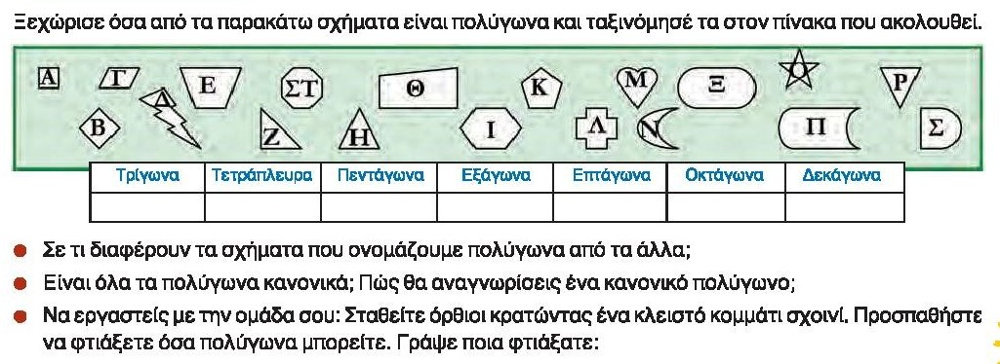 Ξεχώρισε όσα από τα παρακάτω σχήματα είναι πολύγωνα και ταξινόμησέ τα στον πίνακα που ακολουθεί.
Α Γ Ε ΣΤ Θ Κ Μ Ξ Ο Ρ
Β Δ Ζ Η Ι Λ Ν Π Σ
Τρίγωνα Τετράπλευρα Πεντάγωνα Εξάγωνα Επτάγωνα Οκτάγωνα Δεκάγωνα
● Σε τι διαφέρουν τα σχήματα που ονομάζουμε πολύγωνα από τα άλλα;
● Είναι όλα τα πολύγωνα κανονικά; Πώς θα αναγνωρίσεις ένα κανονικό πολύγωνο;
● Να εργαστείς με την ομάδα σου: Σταθείτε όρθιοι κρατώντας ένα κλειστό κομμάτι σχοινί. Προσπαθήστε
να φτιάξετε όσα πολύγωνα μπορείτε. Γράψε ποια φτιάξατε: